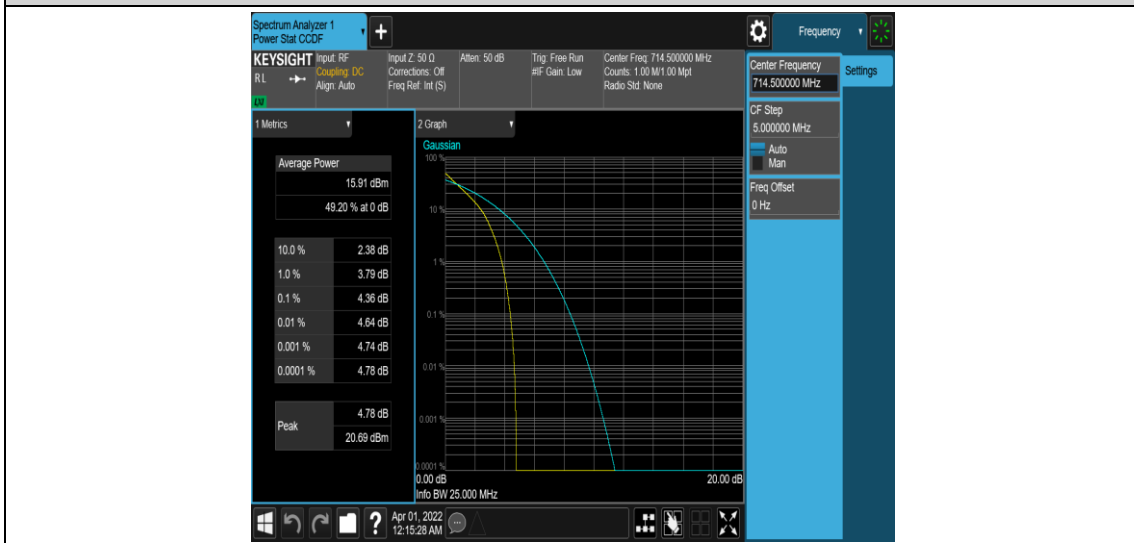 Spectrum Analyzer 1
Power Stat CCDF
Frequency
KEYSIGHT
Input: RF
Coupling: DC
Align: Auto
RL
LXI
Input Z: 50 Ω
Corrections: Off
Freq Ref: Int (S)
Atten: 50 dB
Trig: Free Run
#IF Gain: Low
Center Freq: 714.500000 MHz
Counts: 1.00 M/1.00 Mpt
Radio Std: None
Center Frequency
714.500000 MHz
Settings
CF Step
5.000000 MHz
Auto
Man
Freq Offset
0 Hz
1 Metrics
Average Power
15.91 dBm
49.20 % at 0 dB
10.0 % 2.38 dB
1.0 % 3.79 dB
0.1 % 4.36 dB
0.01 % 4.64 dB
0.001 % 4.74 dB
0.0001 % 4.78 dB
Peak
4.78 dB
20.69 dBm
2 Graph
Gaussian
100 %
10 %
1 %
0.1 %
0.01 %
0.001 %
0.0001 %
0.00 dB 20.00 dB
Info BW 25.000 MHz
Apr 01, 2022
12:15:28 AM